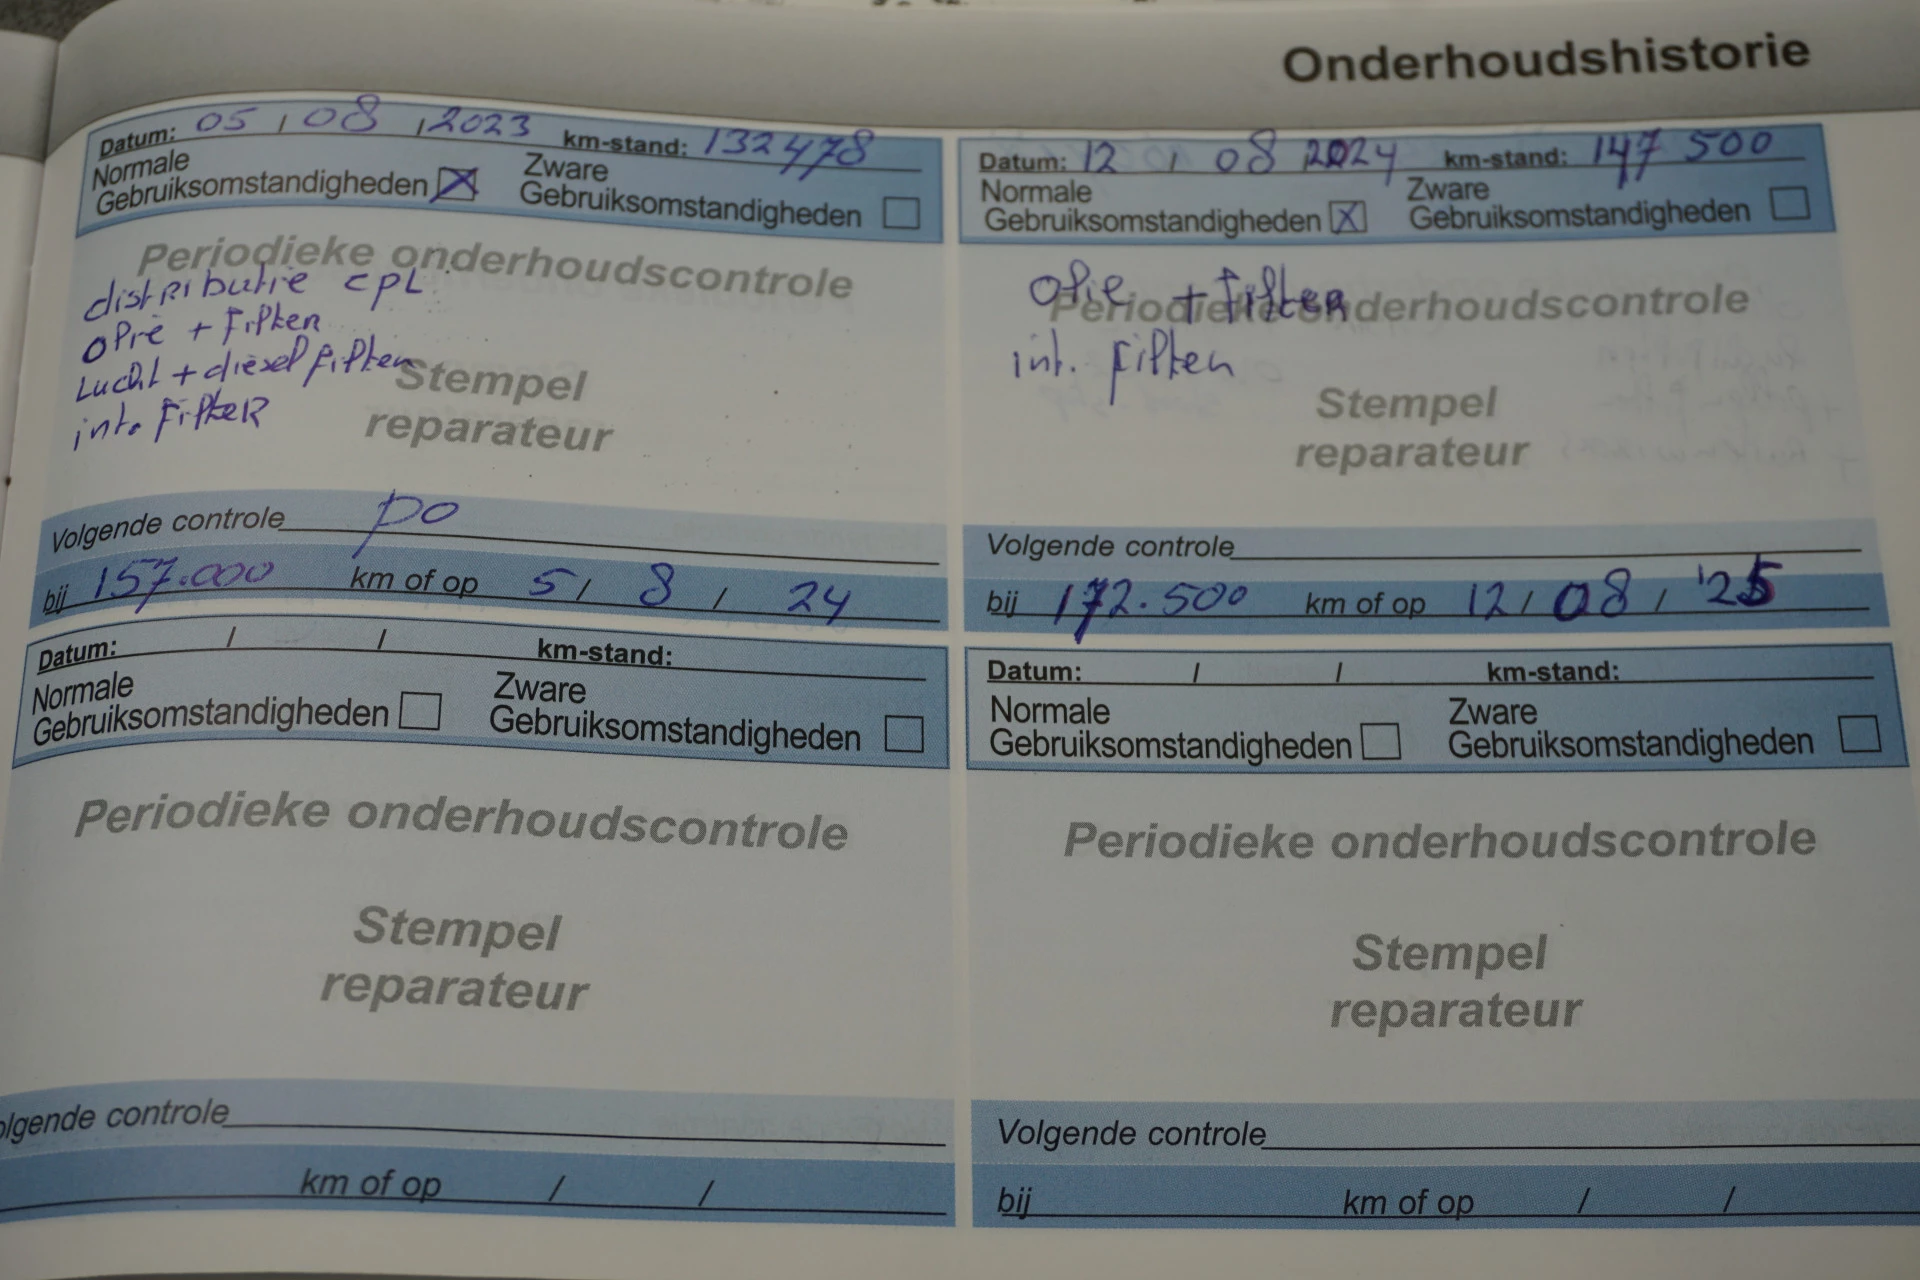 Onderhoudshistorie
Datum: 05 / 08 / 2023 km-stand: 132478
Normale
Gebruiksomstandigheden X
Zware
Gebruiksomstandigheden
Periodieke onderhoudscontrole
distributie cpl
olie + Filter
Lucht + diesel filter
int. Filter
Stempel
reparateur
Volgende controle po
bij 157.000 km of op 5 / 8 / 24
Datum: 12 / 08 2024 km-stand: 147 500
Normale
Gebruiksomstandigheden X
Zware
Gebruiksomstandigheden
Periodieke onderhoudscontrole
olie + Filter
int. Filter
Stempel
reparateur
Volgende controle
bij 172.500 km of op 12 / 08 / '25
Datum: / / km-stand:
Normale
Gebruiksomstandigheden
Zware
Gebruiksomstandigheden
Periodieke onderhoudscontrole
Stempel
reparateur
olgende controle
km of op / /
Datum: / / km-stand:
Normale
Gebruiksomstandigheden
Zware
Gebruiksomstandigheden
Periodieke onderhoudscontrole
Stempel
reparateur
Volgende controle
bij km of op / /